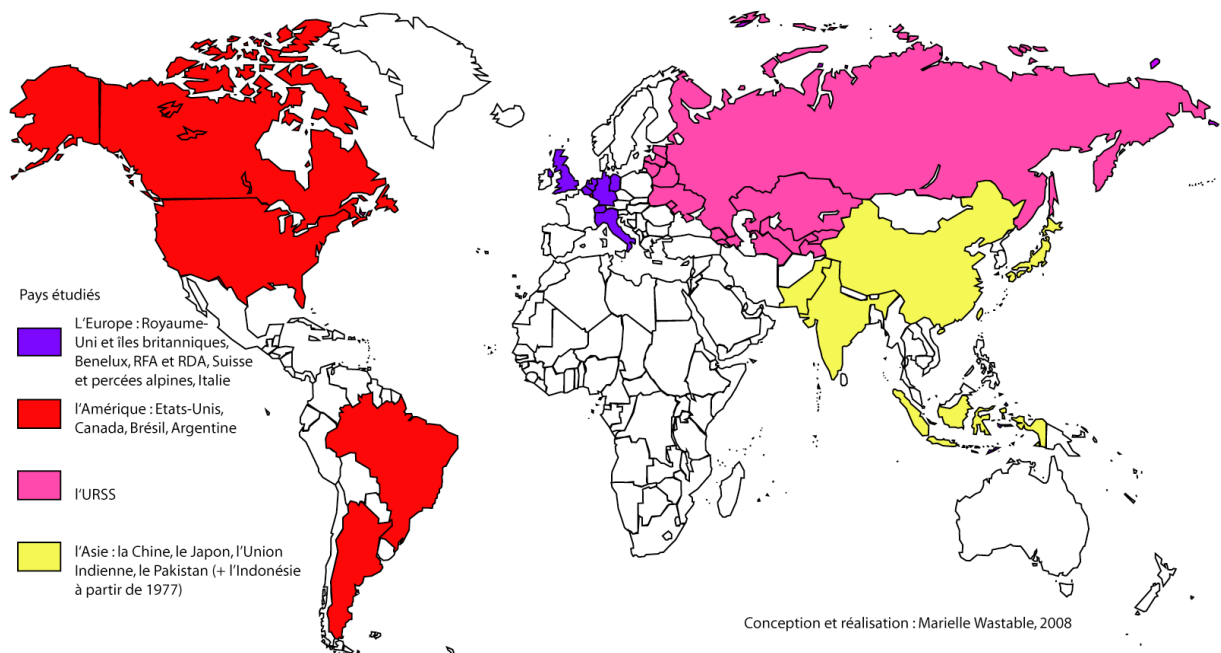 Pays étudiés
L'Europe : Royaume-
Uni et îles britanniques,
Benelux, RFA et RDA, Suisse
et percées alpines, Italie
l'Amérique : Etats-Unis,
Canada, Brésil, Argentine
l'URSS
l'Asie : la Chine, le Japon, l'Union
Indienne, le Pakistan (+ l'Indonésie
à partir de 1977)
Conception et réalisation : Marielle Wastable, 2008